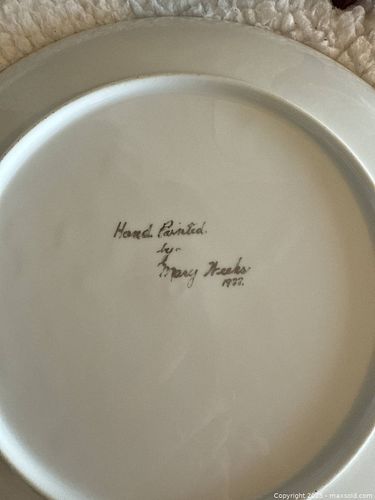 Hand Painted.
by-
Mary Weeks
1977.
Copyright 2025 - maxsold.com